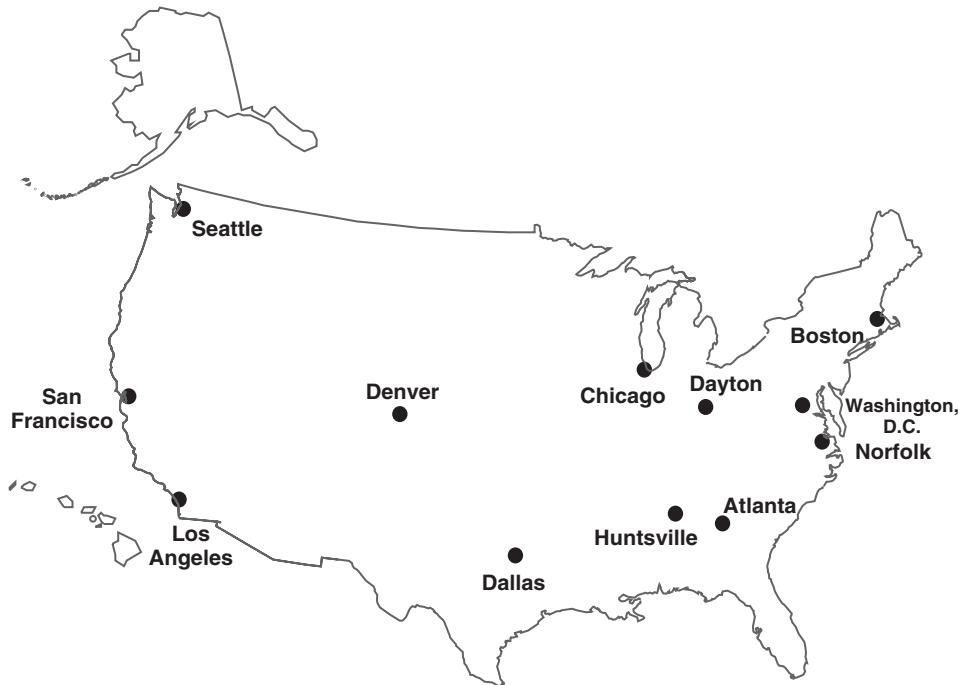 Seattle
Boston
San
Francisco
Denver
Chicago
Dayton
Washington,
D.C.
Norfolk
Los
Angeles
Dallas
Huntsville
Atlanta